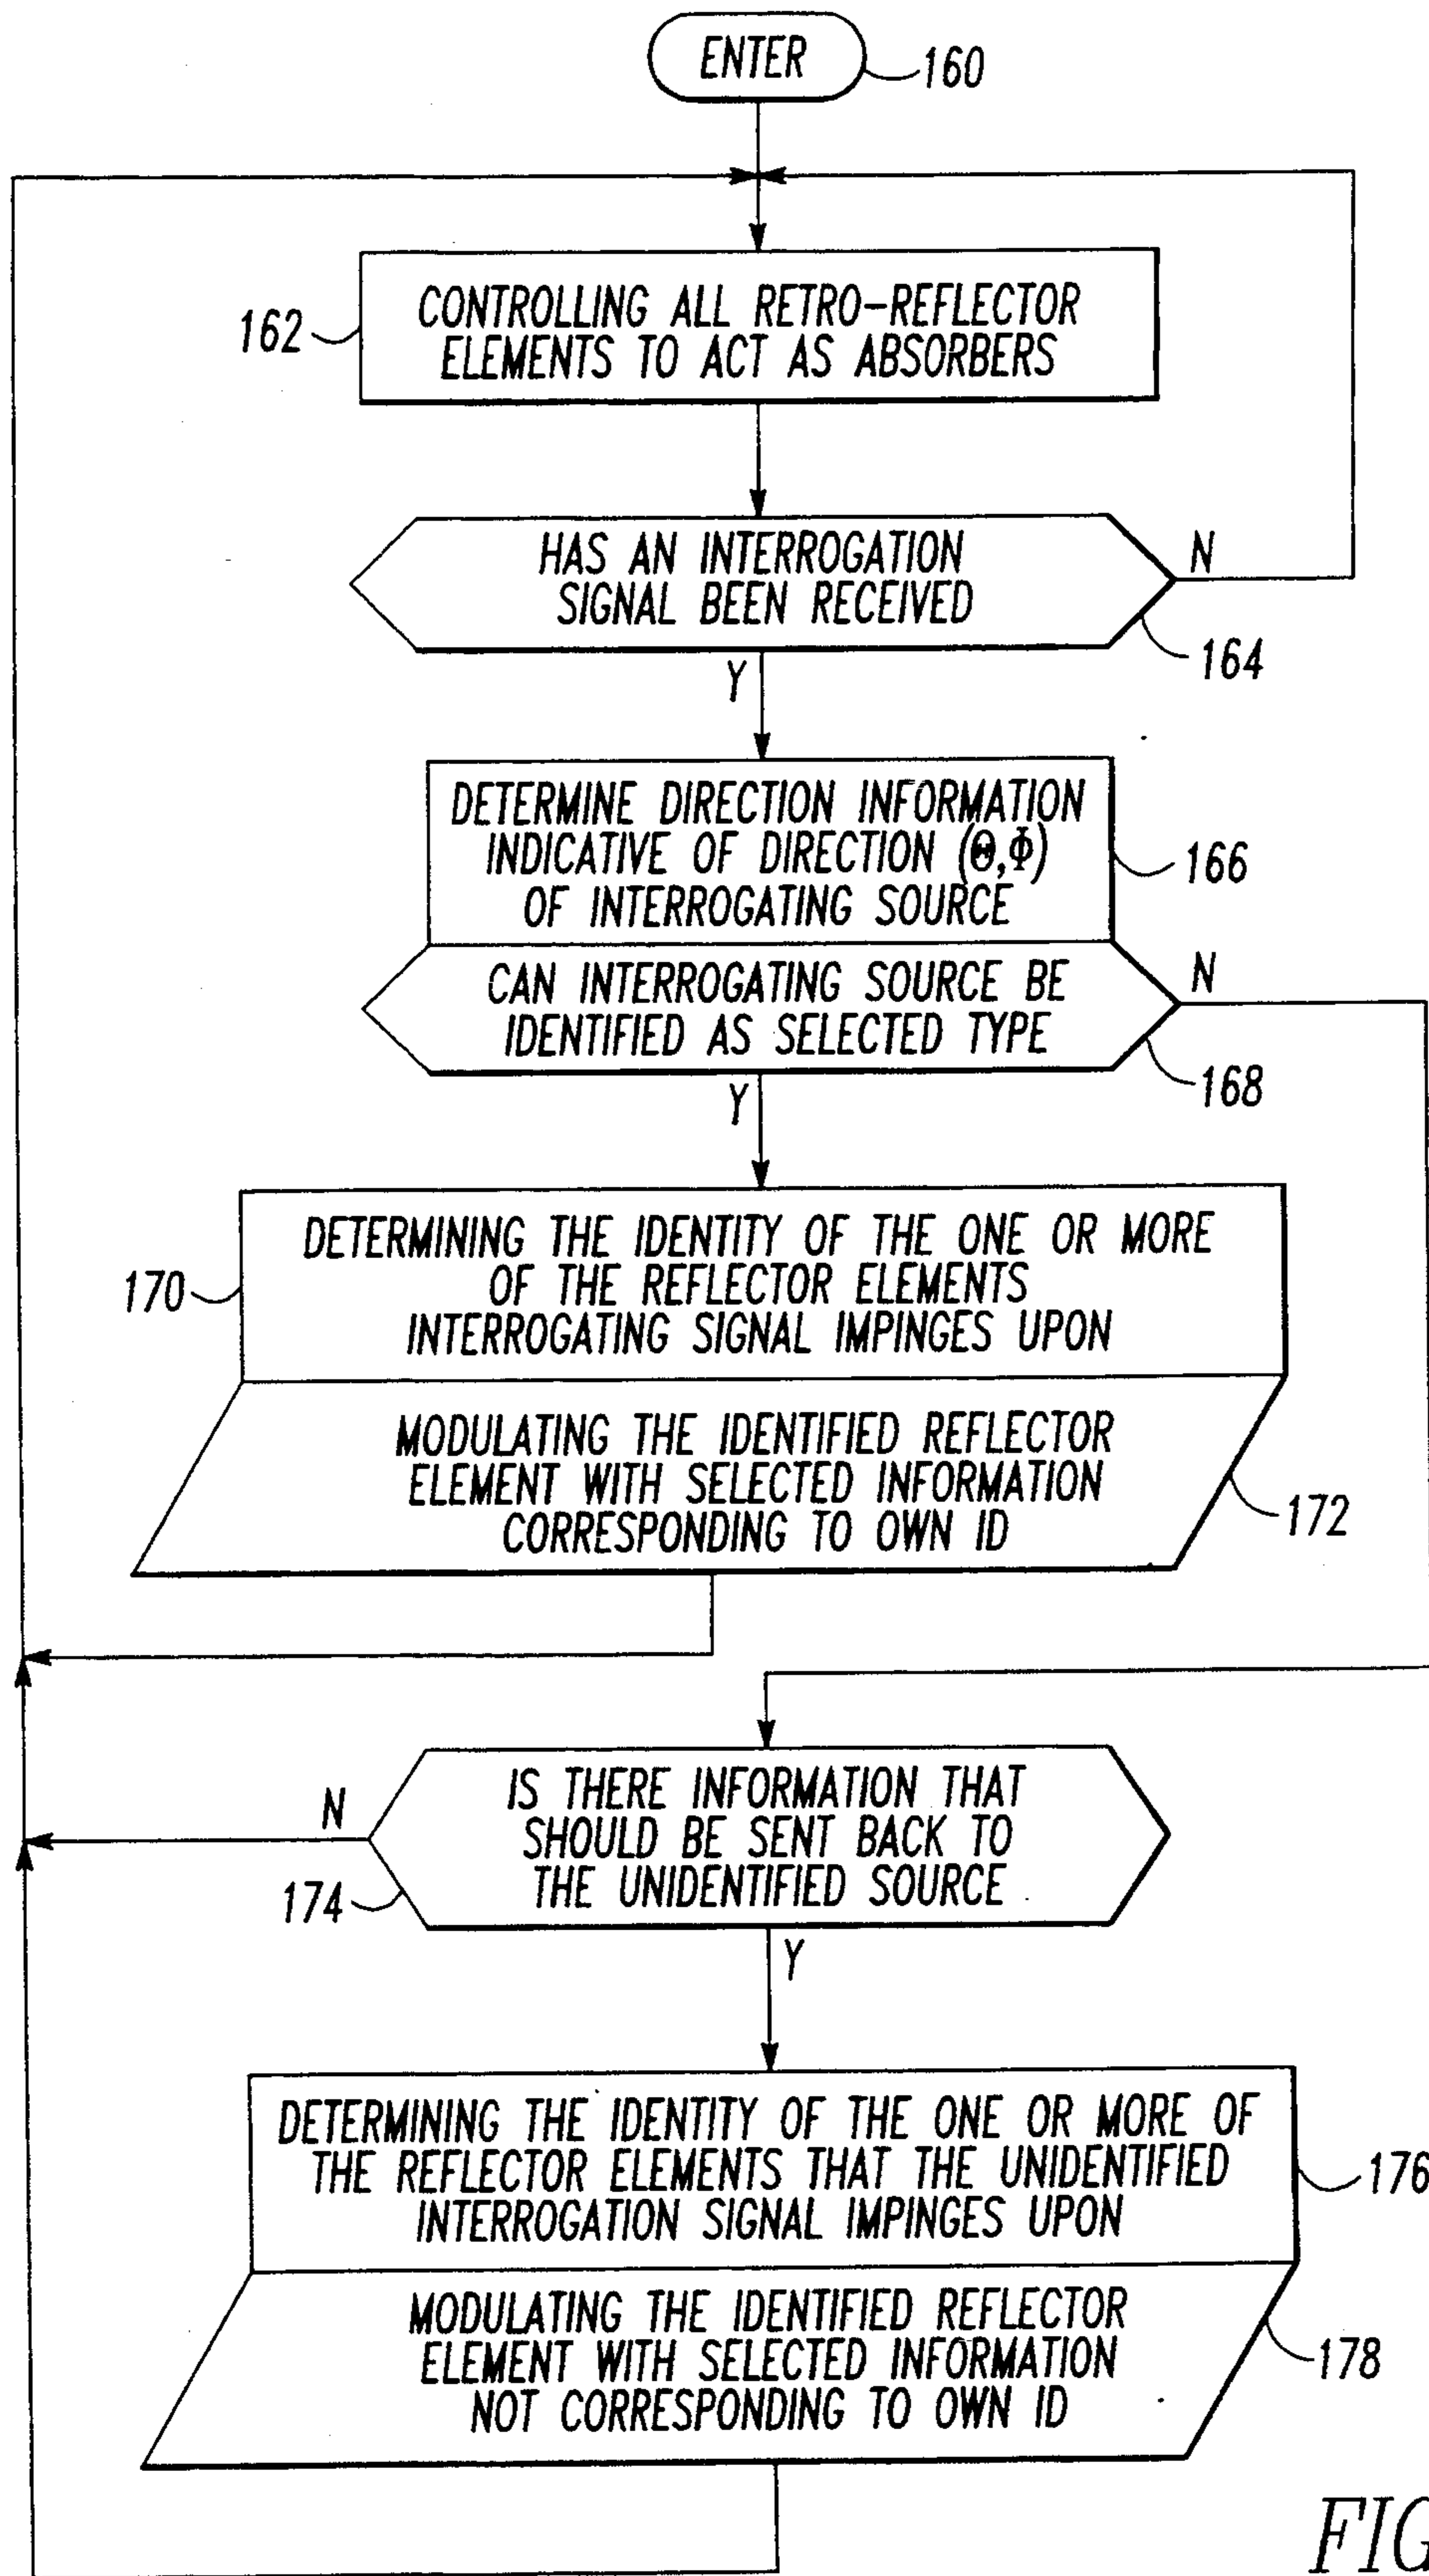 ENTER
160
CONTROLLING ALL RETRO-REFLECTOR
ELEMENTS TO ACT AS ABSORBERS
162
HAS AN INTERROGATION
SIGNAL BEEN RECEIVED
N
164
Y
DETERMINE DIRECTION INFORMATION
INDICATIVE OF DIRECTION (Θ,Φ)
OF INTERROGATING SOURCE
166
CAN INTERROGATING SOURCE BE
IDENTIFIED AS SELECTED TYPE
N
168
Y
DETERMINING THE IDENTITY OF THE ONE OR MORE
OF THE REFLECTOR ELEMENTS
INTERROGATING SIGNAL IMPINGES UPON
170
MODULATING THE IDENTIFIED REFLECTOR
ELEMENT WITH SELECTED INFORMATION
CORRESPONDING TO OWN ID
172
IS THERE INFORMATION THAT
SHOULD BE SENT BACK TO
THE UNIDENTIFIED SOURCE
N
174
Y
DETERMINING THE IDENTITY OF THE ONE OR MORE OF
THE REFLECTOR ELEMENTS THAT THE UNIDENTIFIED
INTERROGATION SIGNAL IMPINGES UPON
176
MODULATING THE IDENTIFIED REFLECTOR
ELEMENT WITH SELECTED INFORMATION
NOT CORRESPONDING TO OWN ID
178
FIG